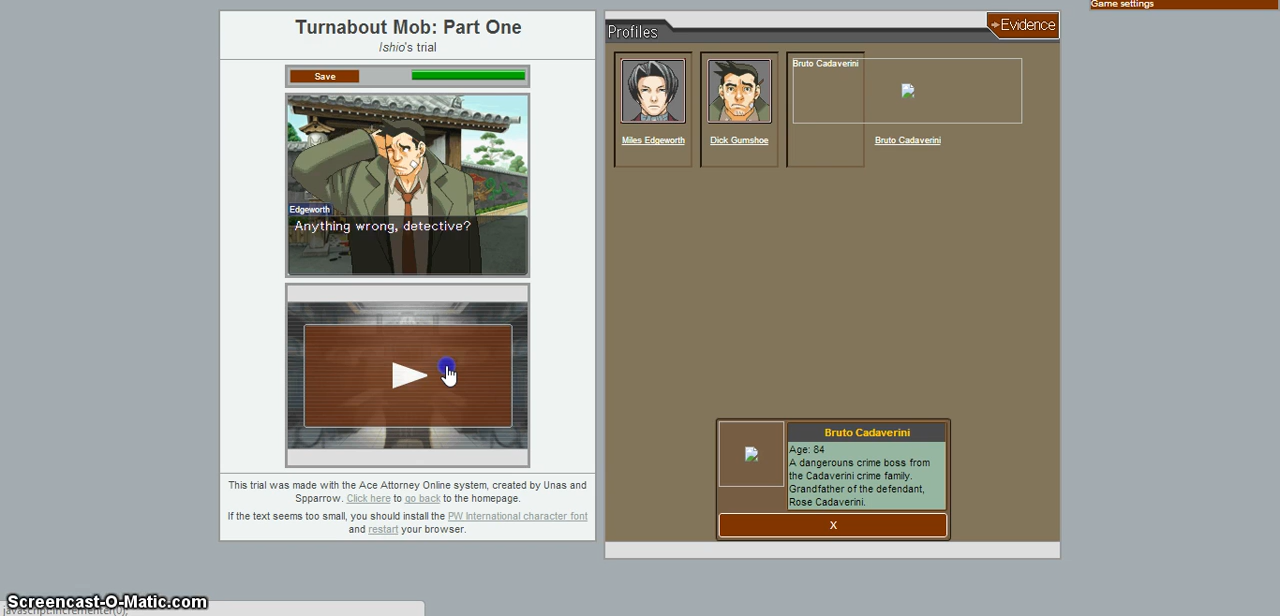 Game settings
Turnabout Mob: Part One
Ishio's trial
Save
Edgeworth
Anything wrong, detective?
This trial was made with the Ace Attorney Online system, created by Unas and
Spparrow. Click here to go back to the homepage.
If the text seems too small, you should install the PW International character font
and restart your browser.
Profiles
Evidence
Bruto Cadaverini
Miles Edgeworth
Dick Gumshoe
Bruto Cadaverini
Bruto Cadaverini
Age: 84
A dangerouns crime boss from
the Cadaverini crime family.
Grandfather of the defendant,
Rose Cadaverini.
X
Screencast-O-Matic.com
javascript:incrementer(0);